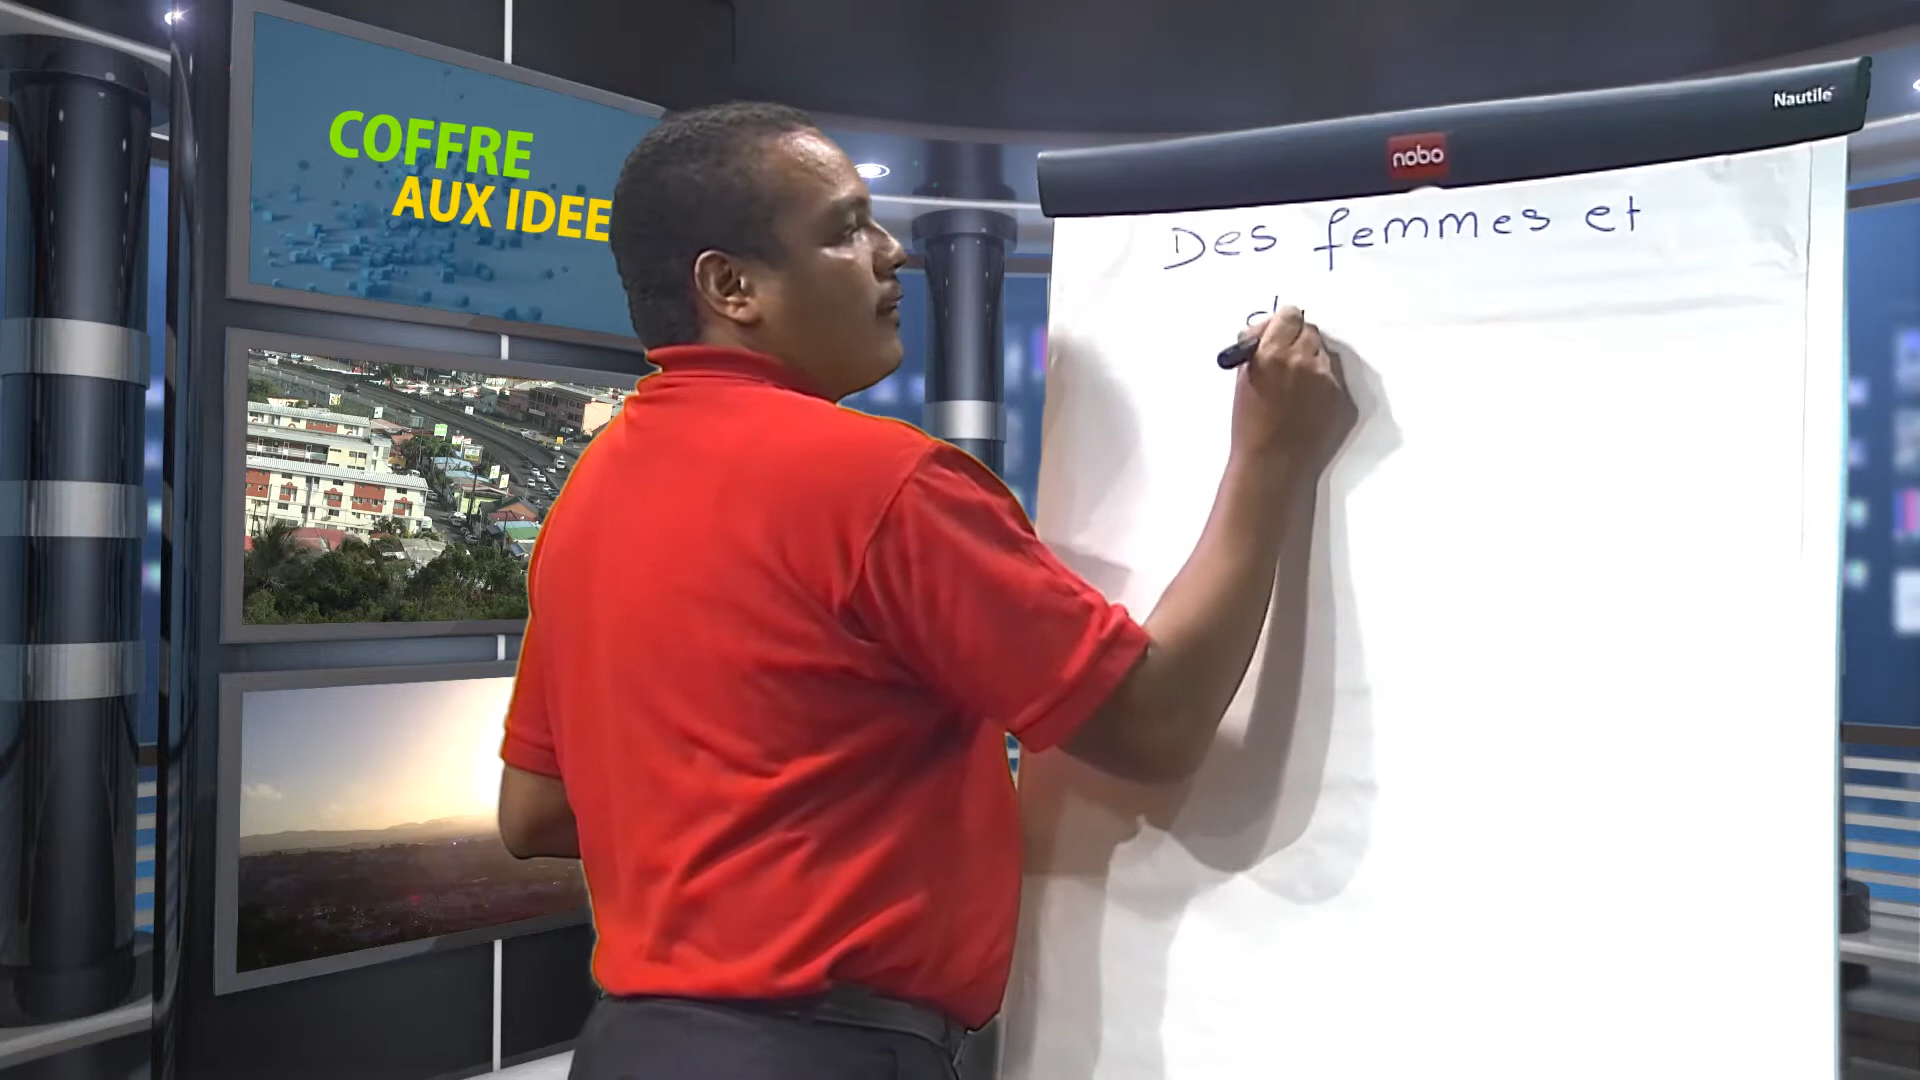 COFFRE
AUX IDEE
Nautile
nobo
Des femmes et